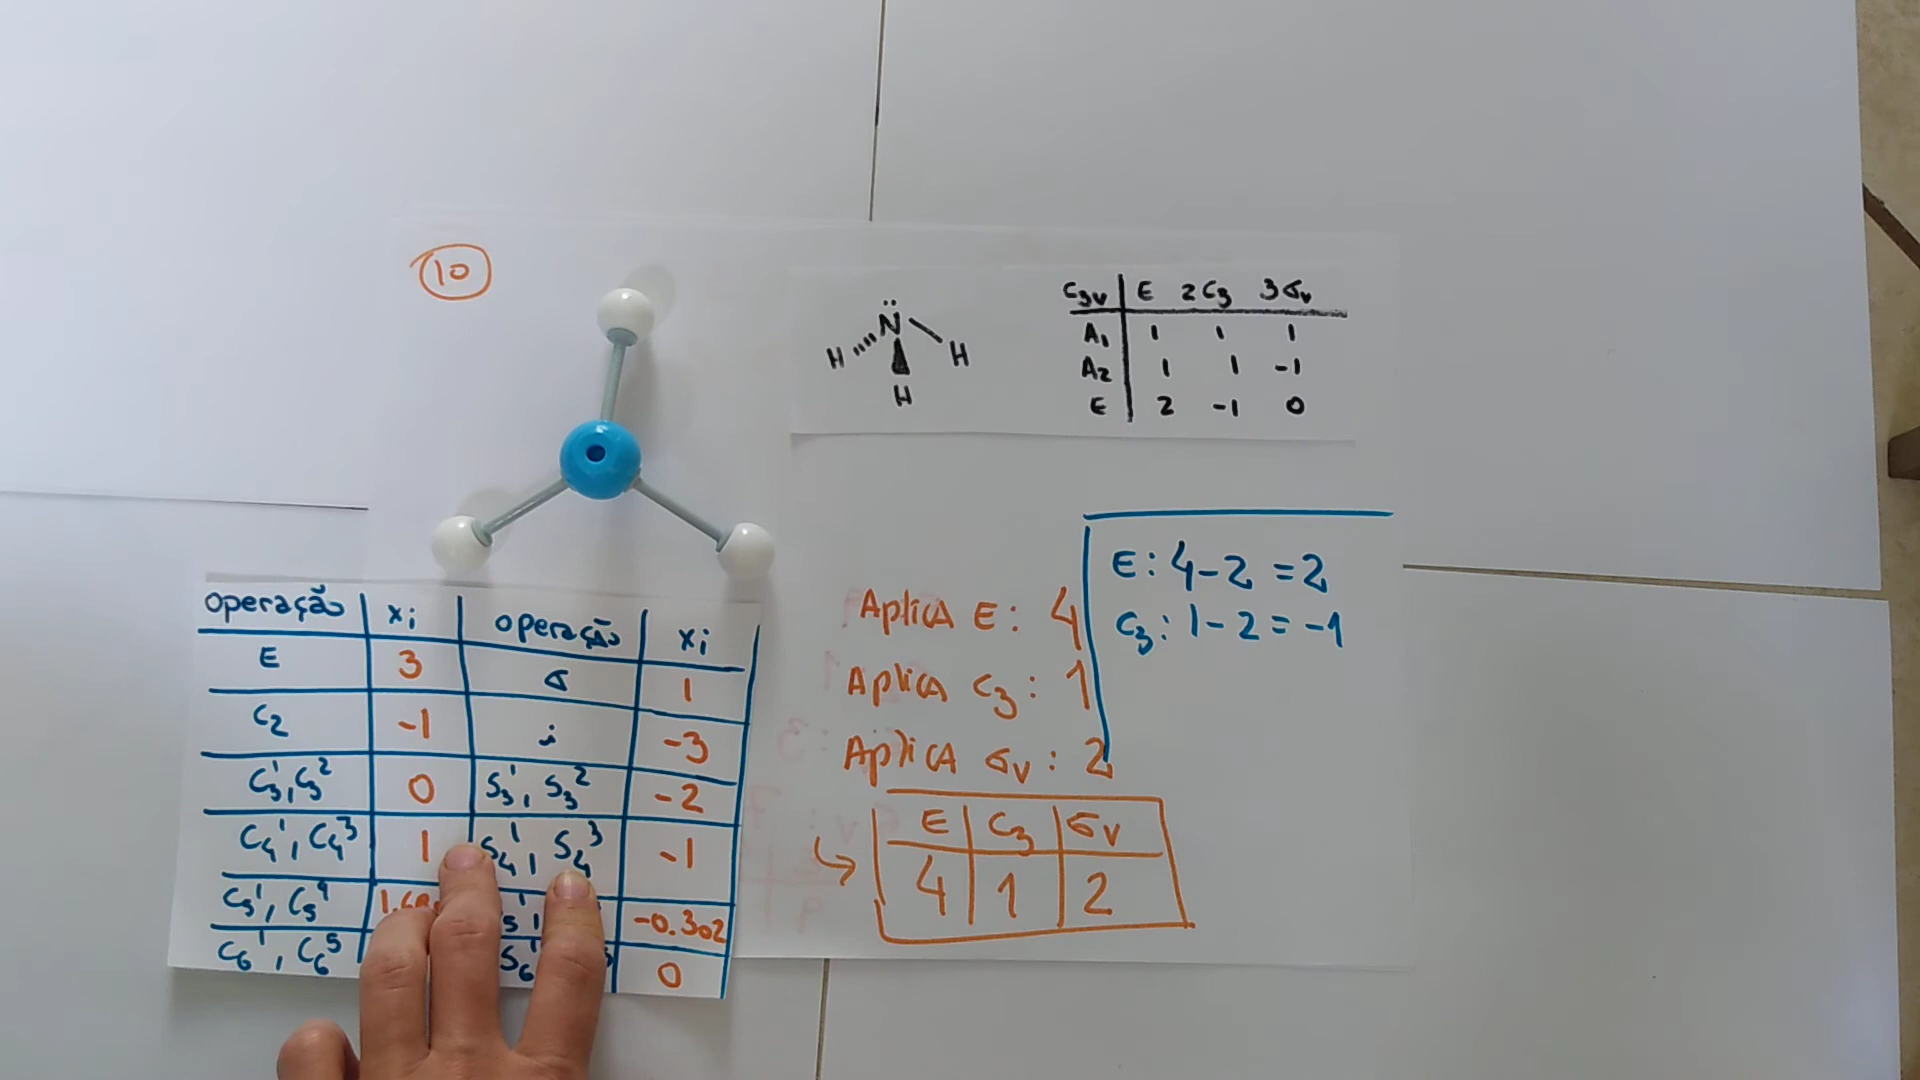 10
N
H H
H
C3v E 2C3 3σv
A1 1 1 1
A2 1 1 -1
E 2 -1 0
E: 4-2 = 2
C3: 1-2 = -1
Aplica E: 4
Aplica C3: 1
Aplica σv: 2
E C3 σv
4 1 2
operação xi operação xi
E 3 σ 1
C2 -1 i -3
C3¹, C3² 0 S3¹, S3² -2
C4¹, C4³ 1 S4¹, S4³ -1
C5¹, C5⁴ -0.302
C6¹, C6⁵ S6¹ 0